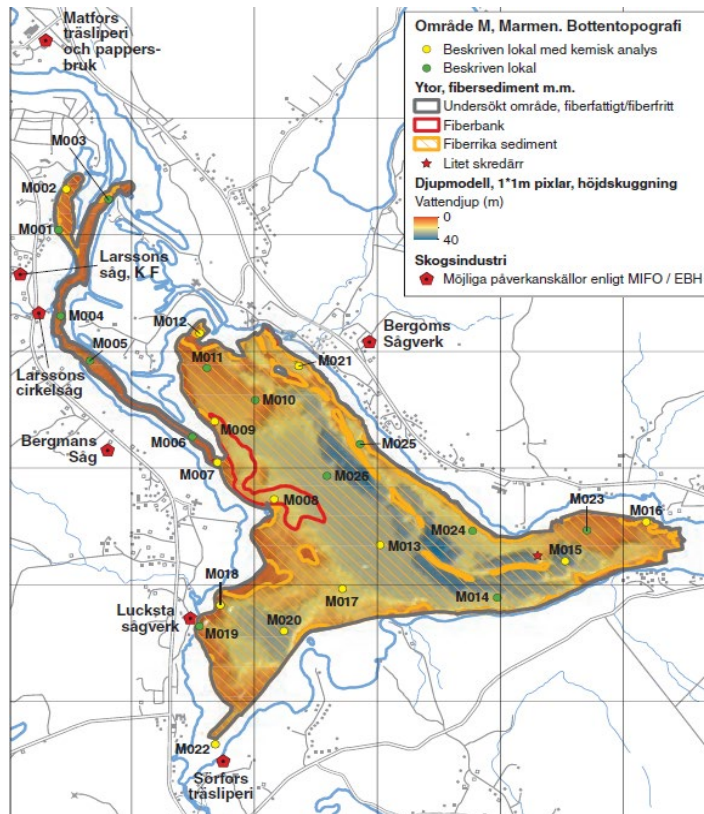 Matfors
träsliperi
och pappers-
bruk
M003
M002
M001
Larssons
såg, K F
M004
M005
Larssons
cirkelsåg
Bergmans
Såg
M006
M007
M012
M011
M010
M009
M008
Bergoms
Sågverk
M021
M025
M026
M024
M023
M016
M015
M013
M014
M017
M018
Lucksta
sågverk
M019
M020
M022
Sörfors
träsliperi
Område M, Marmen. Bottentopografi
Beskriven lokal med kemisk analys
Beskriven lokal
Ytor, fibersediment m.m.
Undersökt område, fiberfattigt/fiberfritt
Fiberbank
Fiberrika sediment
Litet skredärr
Djupmodell, 1*1m pixlar, höjdskuggning
Vattendjup (m)
0
40
Skogsindustri
Möjliga påverkanskällor enligt MIFO / EBH